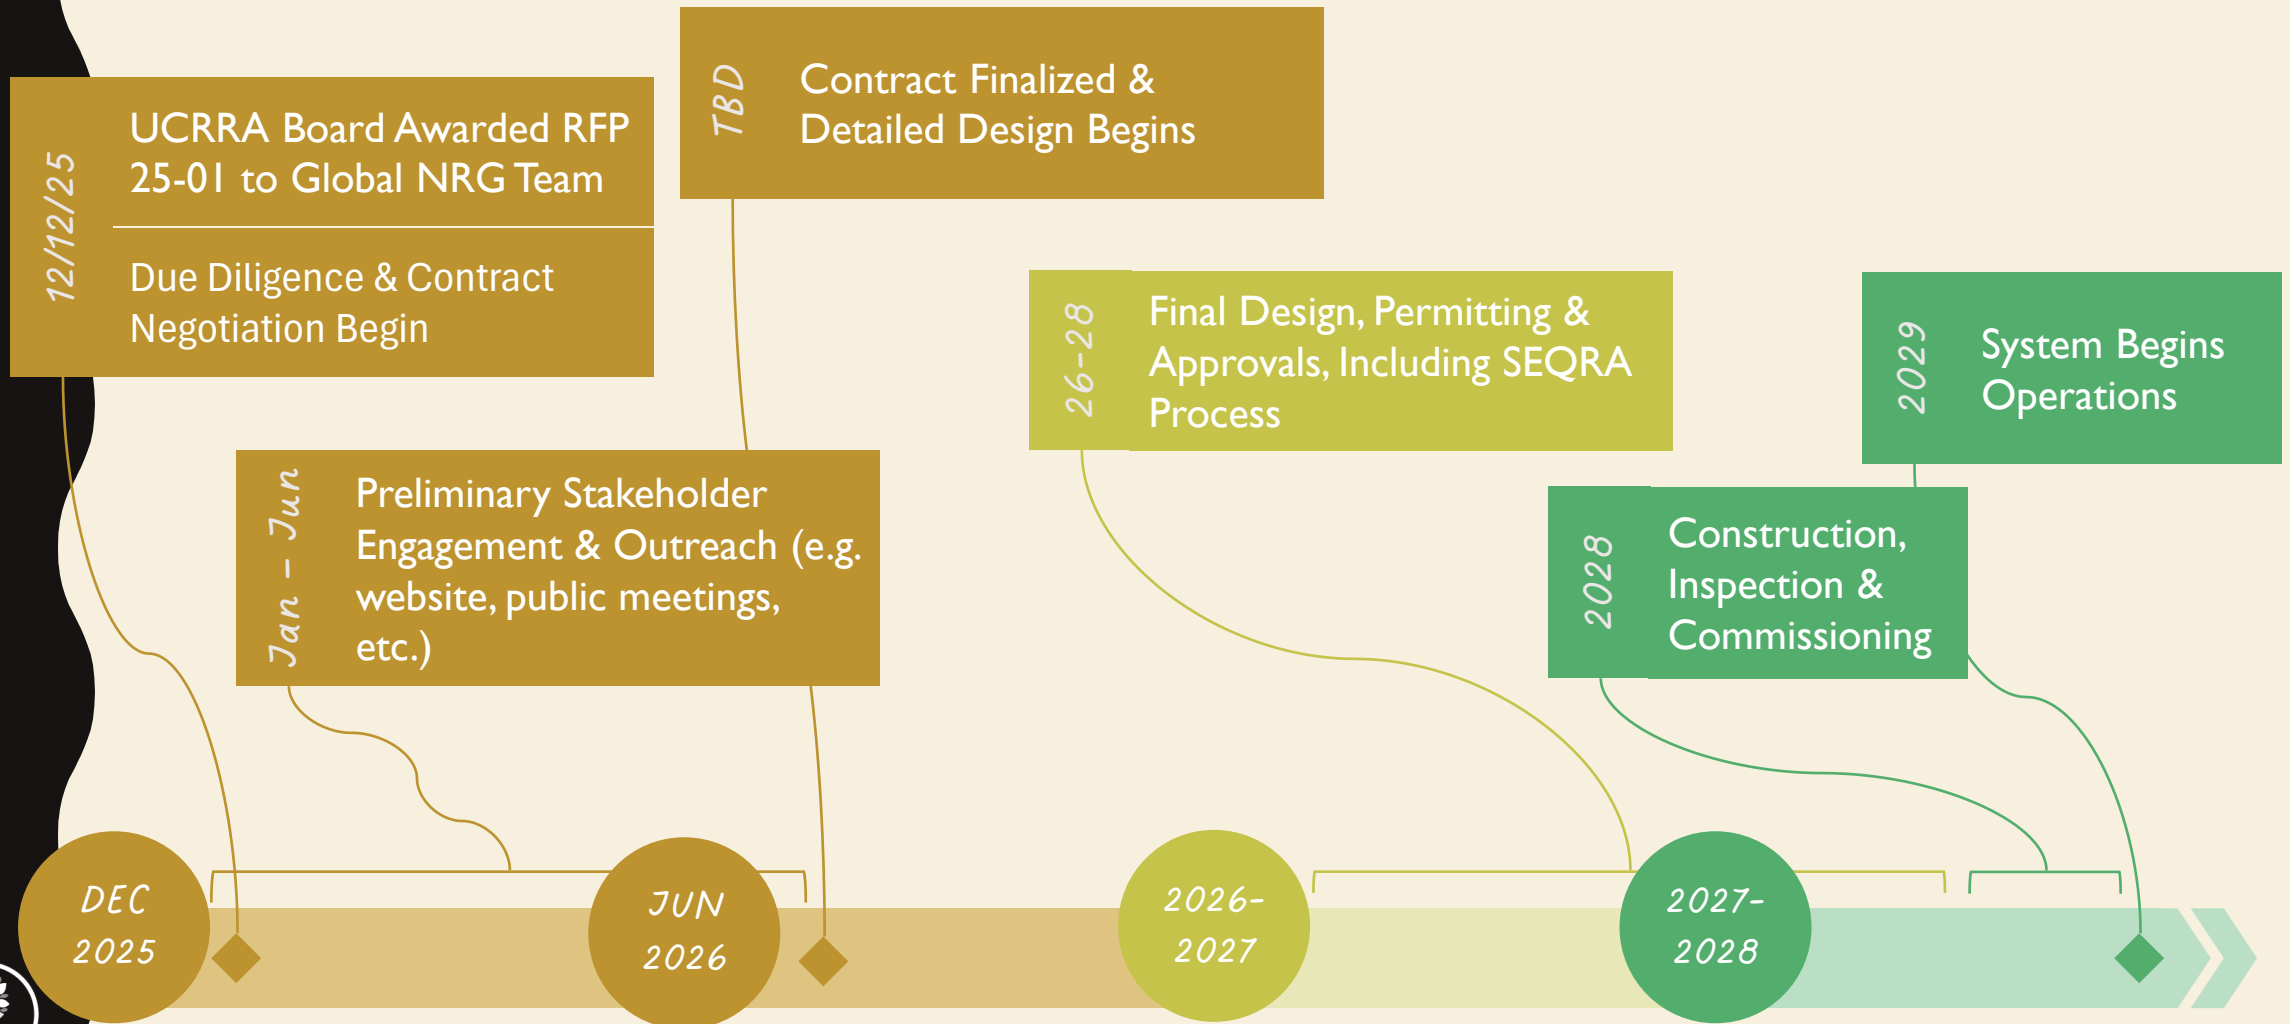 12/12/25
UCRRA Board Awarded RFP
25-01 to Global NRG Team
Due Diligence & Contract
Negotiation Begin
TBD
Contract Finalized &
Detailed Design Begins
Jan – Jun
Preliminary Stakeholder
Engagement & Outreach (e.g.
website, public meetings,
etc.)
26-28
Final Design, Permitting &
Approvals, Including SEQRA
Process
2028
Construction,
Inspection &
Commissioning
2029
System Begins
Operations
DEC
2025
JUN
2026
2026-
2027
2027-
2028